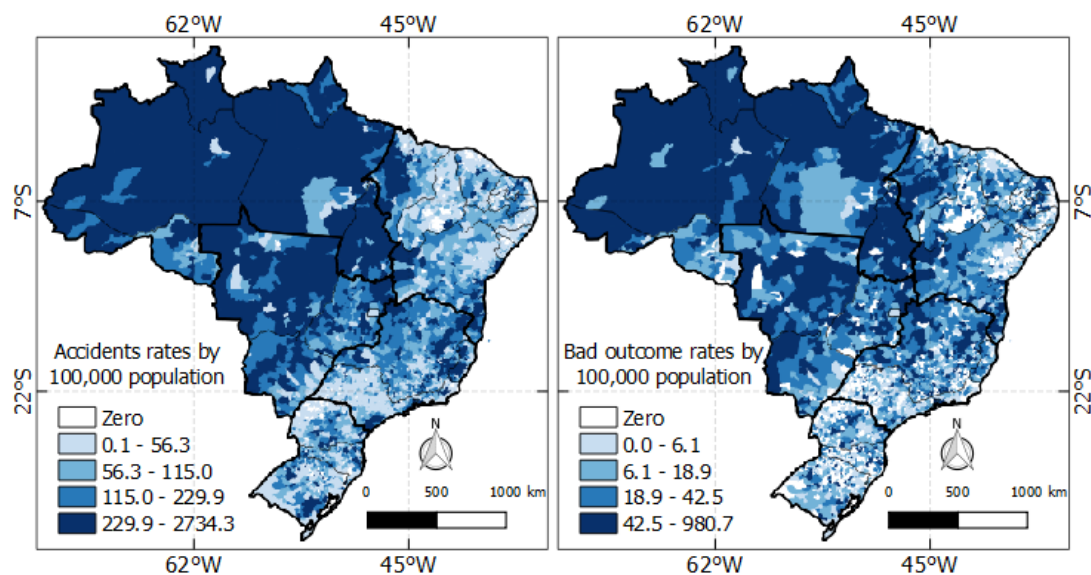 62°W 45°W
62°W 45°W
7°S
7°S
22°S
22°S
Accidents rates by
100,000 population
Zero
0.1 - 56.3
56.3 - 115.0
115.0 - 229.9
229.9 - 2734.3
N
0 500 1000 km
62°W 45°W
Bad outcome rates by
100,000 population
Zero
0.0 - 6.1
6.1 - 18.9
18.9 - 42.5
42.5 - 980.7
N
0 500 1000 km
62°W 45°W